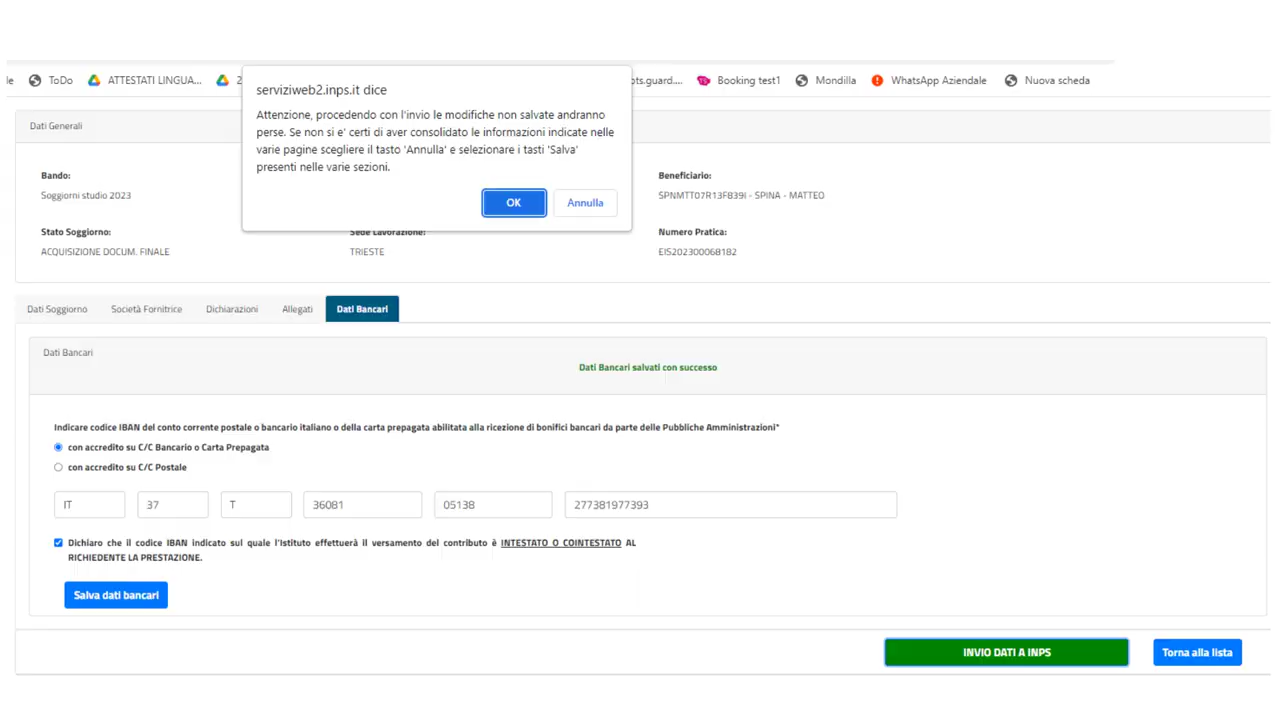 le ToDo ATTESTATI LINGUA... 2 ots.guard.... Booking test1 Mondilla WhatsApp Aziendale Nuova scheda
serviziweb2.inps.it dice
Attenzione, procedendo con l'invio le modifiche non salvate andranno
perse. Se non si e' certi di aver consolidato le informazioni indicate nelle
varie pagine scegliere il tasto 'Annulla' e selezionare i tasti 'Salva'
presenti nelle varie sezioni.
OK Annulla
Dati Generali
Bando: Beneficiario:
Soggiorni studio 2023 SPNMTT07R13F839I - SPINA - MATTEO
Stato Soggiorno: Sede Lavorazione: Numero Pratica:
ACQUISIZIONE DOCUM. FINALE TRIESTE EIS202300068182
Dati Soggiorno Società Fornitrice Dichiarazioni Allegati Dati Bancari
Dati Bancari
Dati Bancari salvati con successo
Indicare codice IBAN del conto corrente postale o bancario italiano o della carta prepagata abilitata alla ricezione di bonifici bancari da parte delle Pubbliche Amministrazioni*
con accredito su C/C Bancario o Carta Prepagata
con accredito su C/C Postale
IT 37 T 36081 05138 277381977393
Dichiaro che il codice IBAN indicato sul quale l'Istituto effettuerà il versamento del contributo è INTESTATO O COINTESTATO AL
RICHIEDENTE LA PRESTAZIONE.
Salva dati bancari
INVIO DATI A INPS Torna alla lista